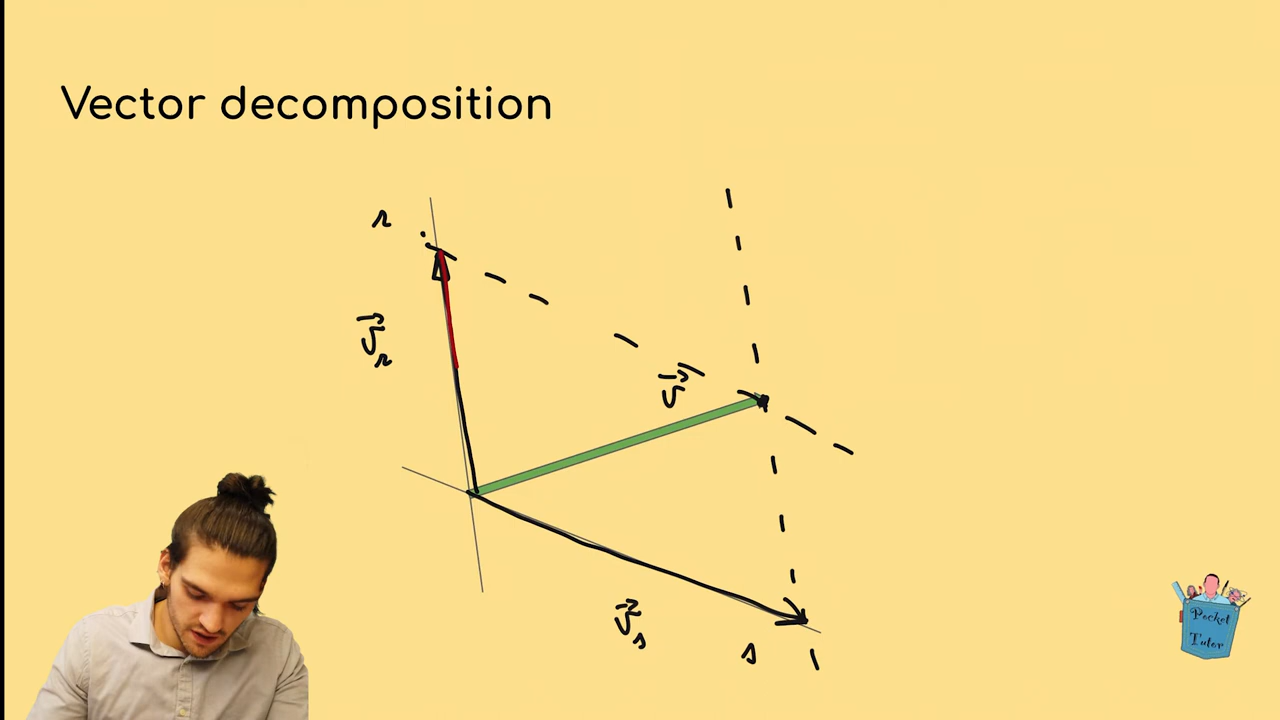 Vector decomposition
r
v⃗r
v⃗
v⃗s
s
Pocket
Tutor